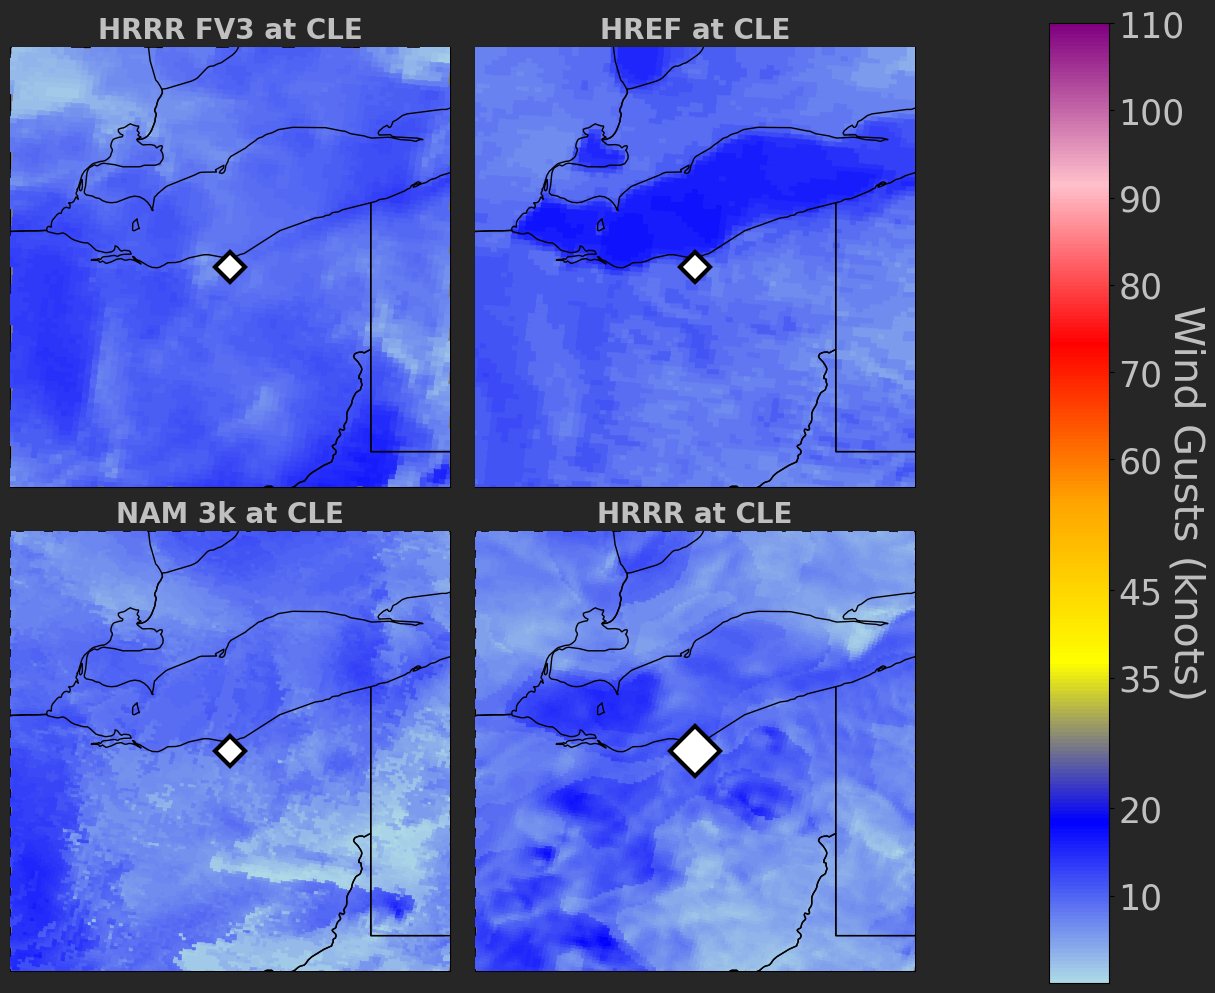 HRRR FV3 at CLE
HREF at CLE
NAM 3k at CLE
HRRR at CLE
110
100
90
80
70
60
45
35
20
10
Wind Gusts (knots)